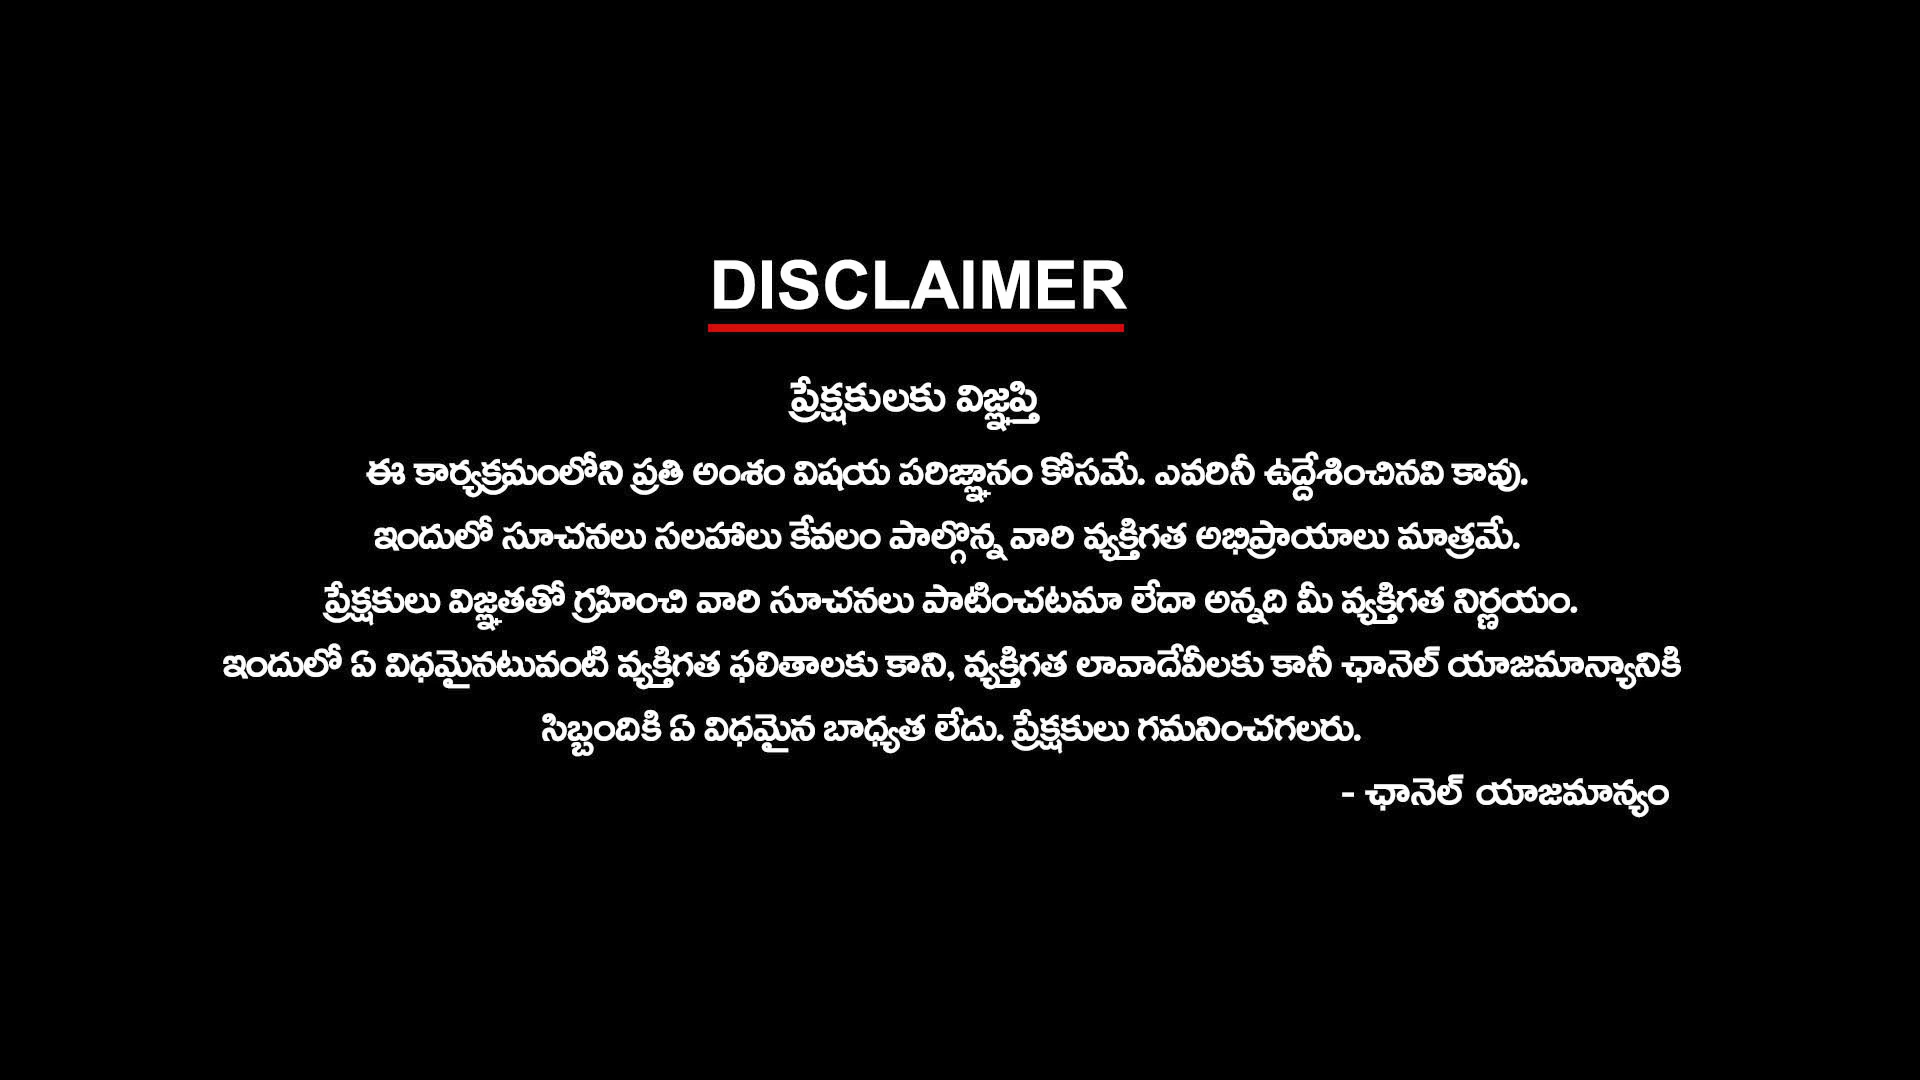 DISCLAIMER
ప్రేక్షకులకు విజ్ఞప్తి
ఈ కార్యక్రమంలోని ప్రతి అంశం విషయ పరిజ్ఞానం కోసమే. ఎవరినీ ఉద్దేశించినవి కావు.
ఇందులో సూచనలు సలహాలు కేవలం పాల్గొన్న వారి వ్యక్తిగత అభిప్రాయాలు మాత్రమే.
ప్రేక్షకులు విజ్ఞతతో గ్రహించి వారి సూచనలు పాటించటమా లేదా అన్నది మీ వ్యక్తిగత నిర్ణయం.
ఇందులో ఏ విధమైనటువంటి వ్యక్తిగత ఫలితాలకు కాని, వ్యక్తిగత లావాదేవీలకు కానీ ఛానెల్ యాజమాన్యానికి
సిబ్బందికి ఏ విధమైన బాధ్యత లేదు. ప్రేక్షకులు గమనించగలరు.
- ఛానెల్ యాజమాన్యం